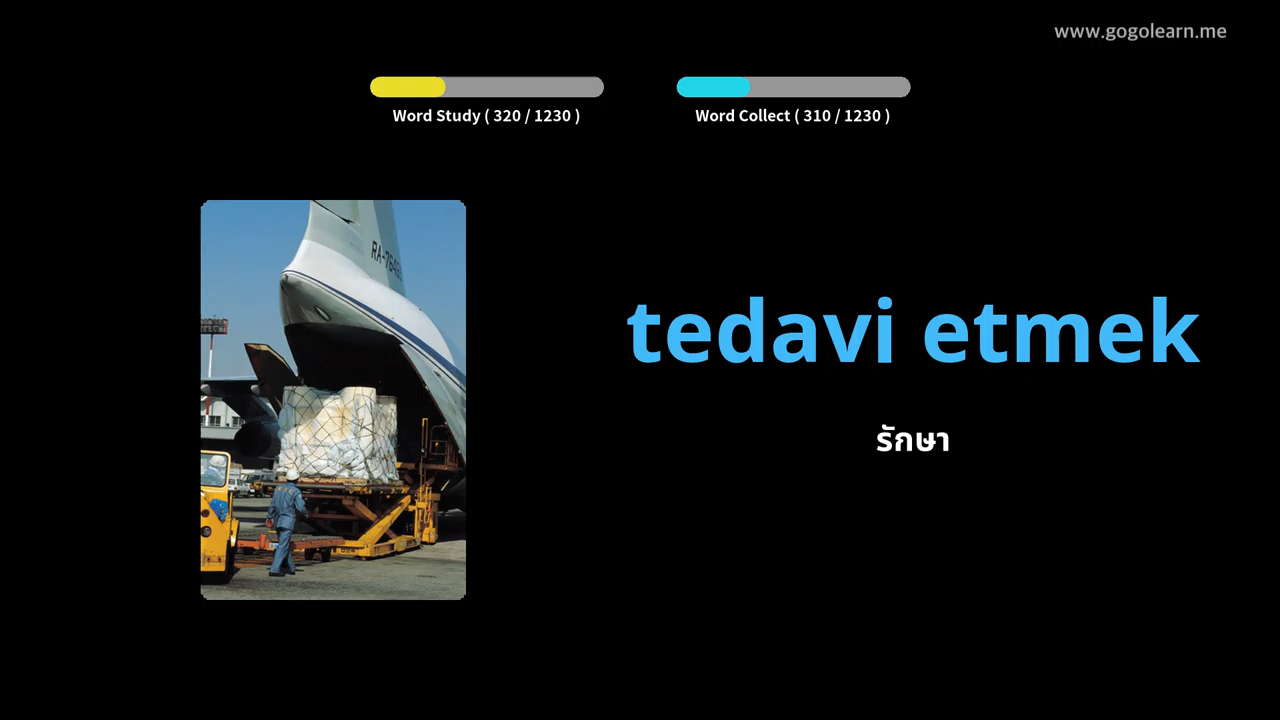 www.gogolearn.me
Word Study ( 320 / 1230 )
Word Collect ( 310 / 1230 )
tedavi etmek
รักษา